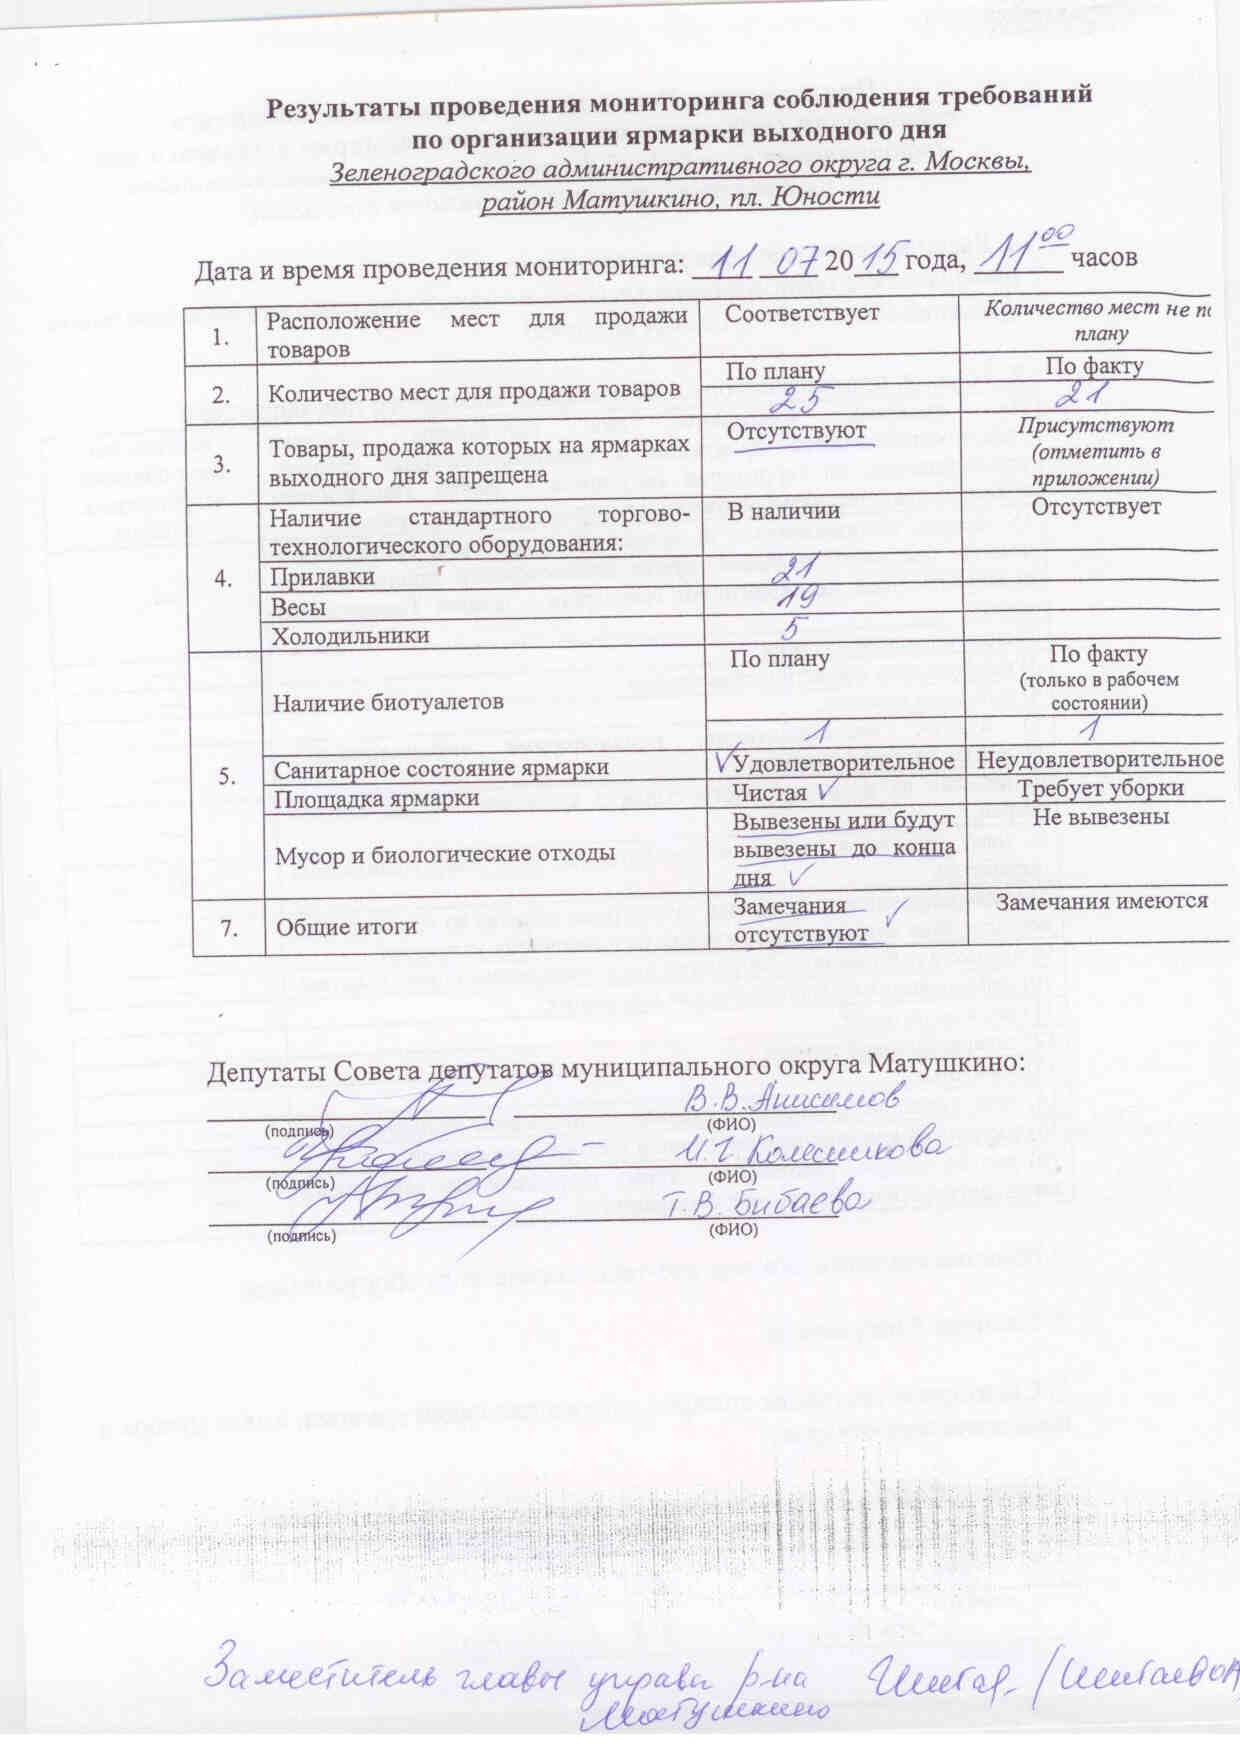 Результаты проведения мониторинга соблюдения требований
по организации ярмарки выходного дня
Зеленоградского административного округа г. Москвы,
район Матушкино, пл. Юности
Дата и время проведения мониторинга: 11 07 2015 года, 11 00 часов
1. Расположение мест для продажи товаров Соответствует Количество мест не по плану
2. Количество мест для продажи товаров По плану По факту
25 21
3. Товары, продажа которых на ярмарках выходного дня запрещена Отсутствуют Присутствуют (отметить в приложении)
4. Наличие стандартного торгово-технологического оборудования: В наличии Отсутствует
Прилавки 21
Весы 19
Холодильники 5
5. Наличие биотуалетов По плану По факту (только в рабочем состоянии)
1 1
Санитарное состояние ярмарки ✓Удовлетворительное Неудовлетворительное
Площадка ярмарки Чистая ✓ Требует уборки
Мусор и биологические отходы Вывезены или будут вывезены до конца дня ✓ Не вывезены
7. Общие итоги Замечания отсутствуют ✓ Замечания имеются
Депутаты Совета депутатов муниципального округа Матушкино:
В.В. Анисимов
(подпись) (ФИО)
И.Г. Колесникова
(подпись) (ФИО)
Т.В. Бибаева
(подпись) (ФИО)
Заместитель главы управы р-на
Матушкино